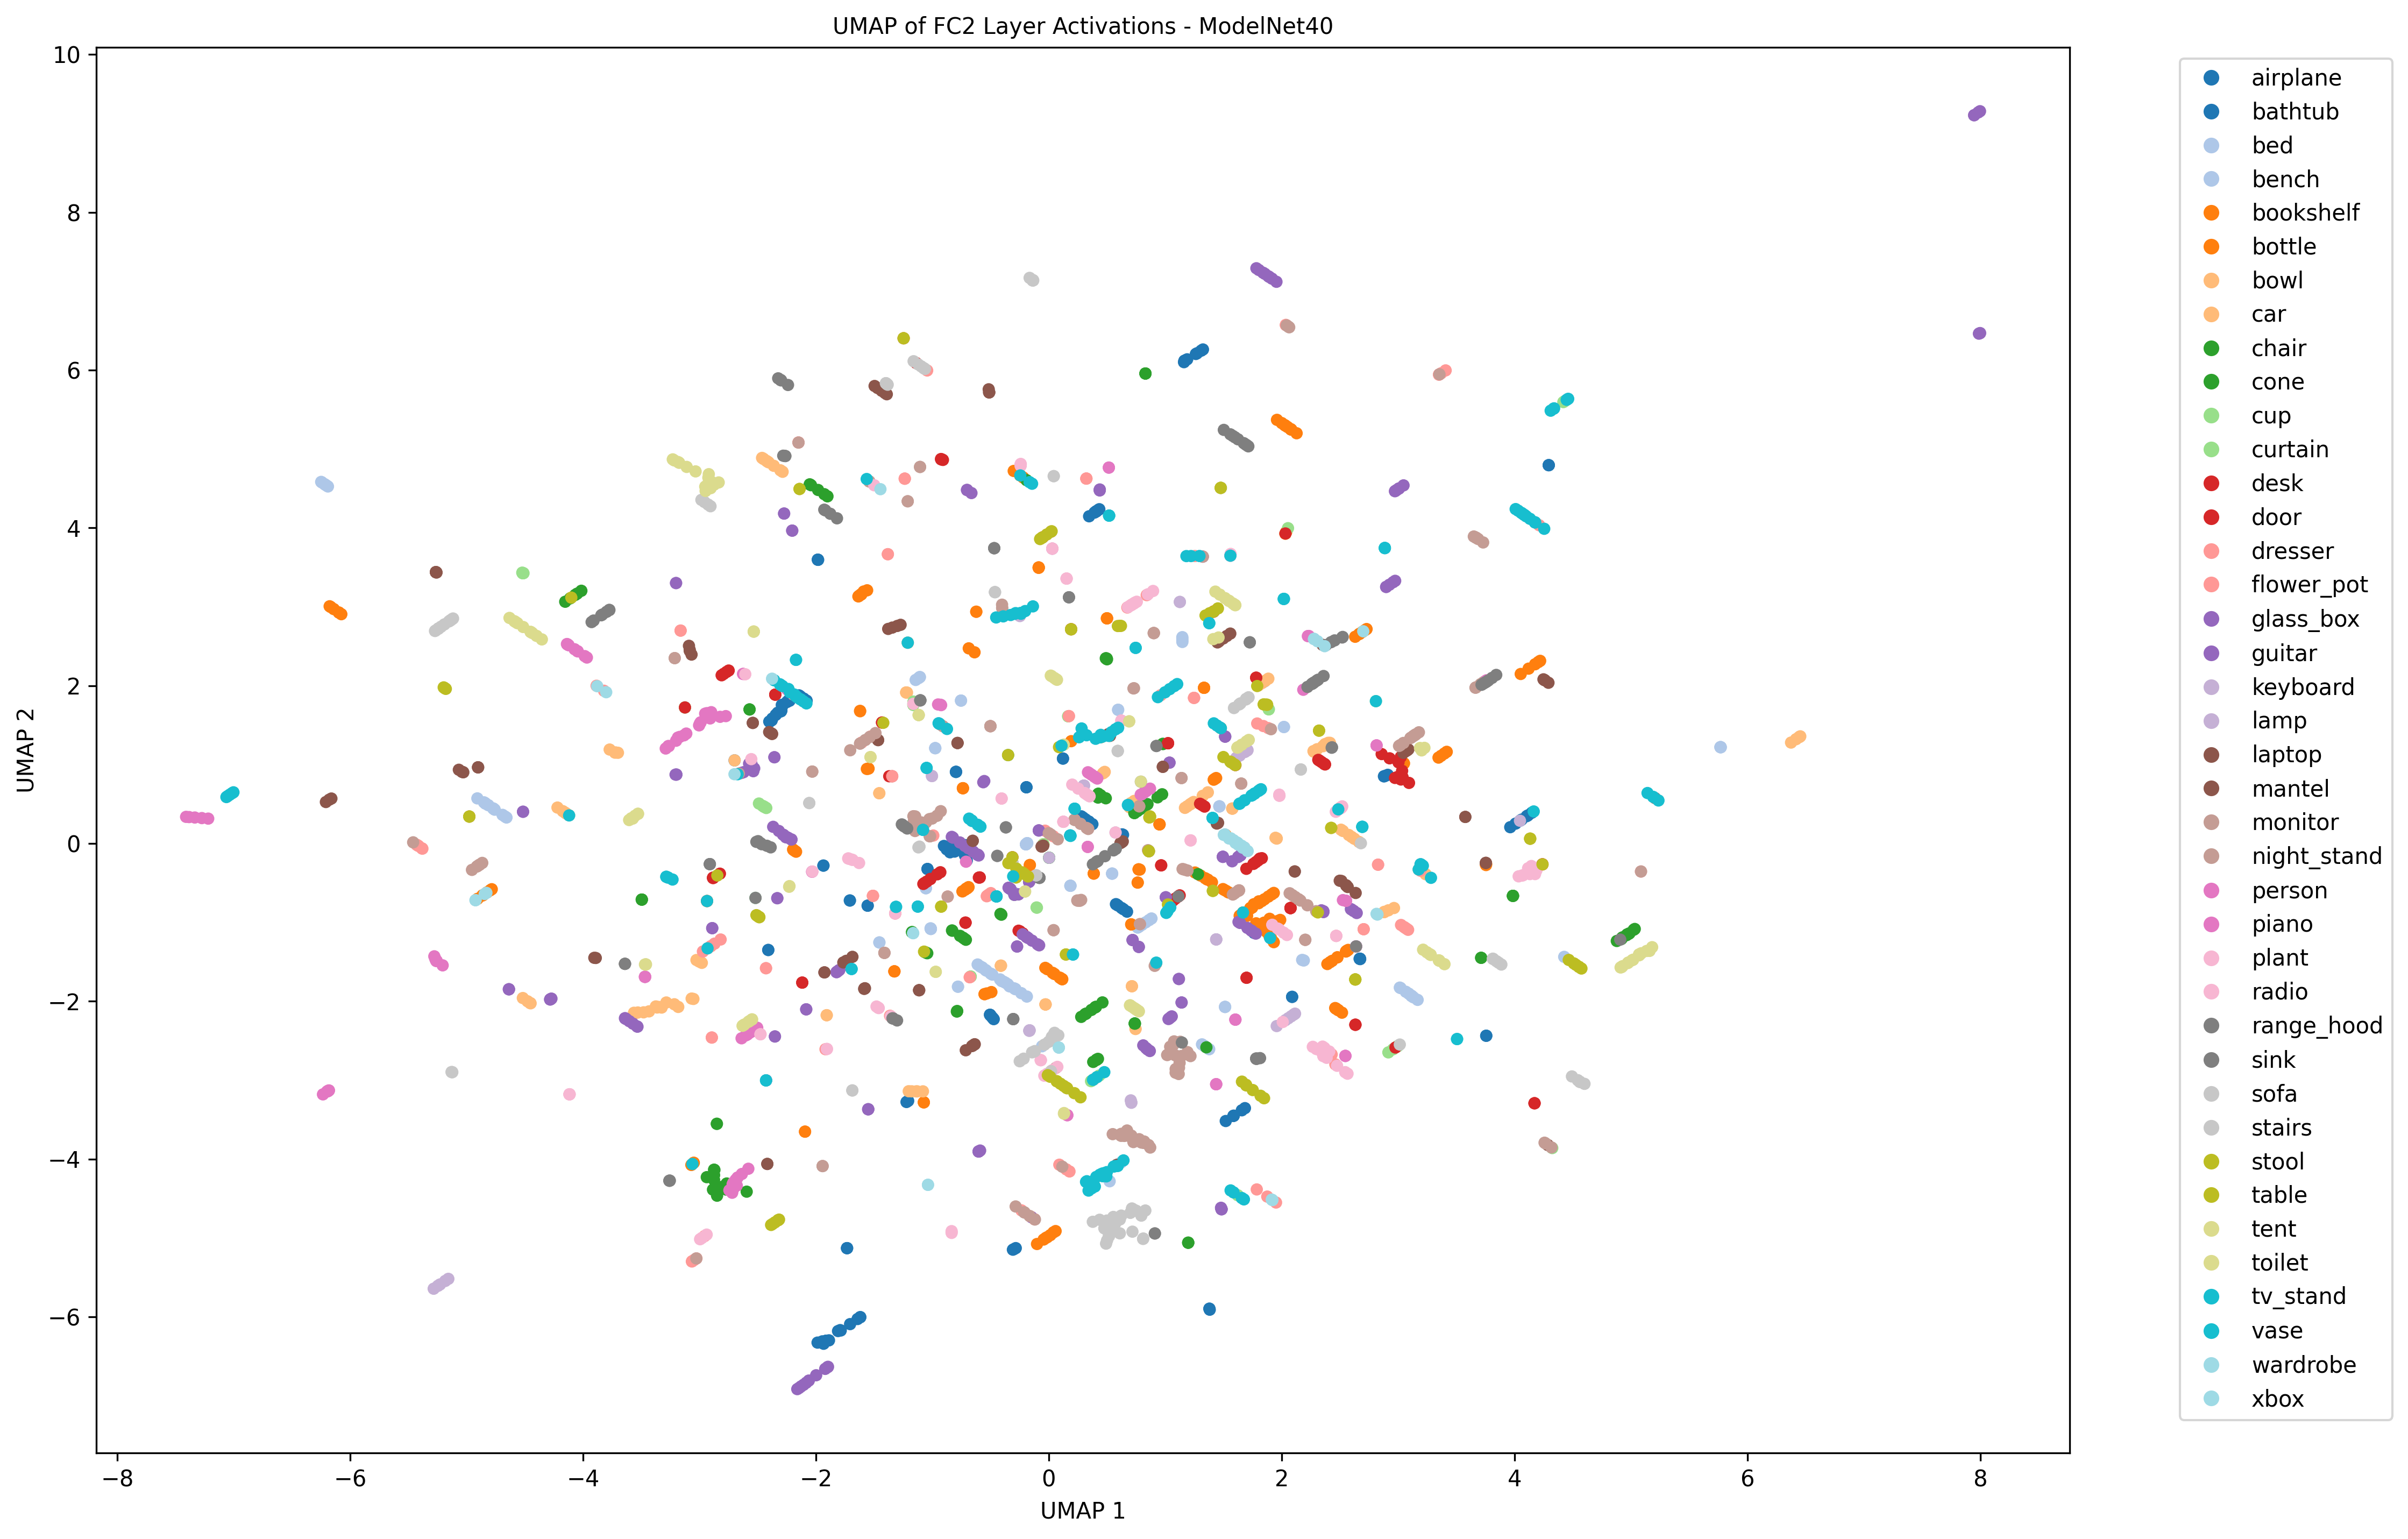 UMAP of FC2 Layer Activations - ModelNet40
10
8
6
4
2
0
−2
−4
−6
UMAP 2
−8
−6
−4
−2
0
2
4
6
8
UMAP 1
airplane
bathtub
bed
bench
bookshelf
bottle
bowl
car
chair
cone
cup
curtain
desk
door
dresser
flower_pot
glass_box
guitar
keyboard
lamp
laptop
mantel
monitor
night_stand
person
piano
plant
radio
range_hood
sink
sofa
stairs
stool
table
tent
toilet
tv_stand
vase
wardrobe
xbox